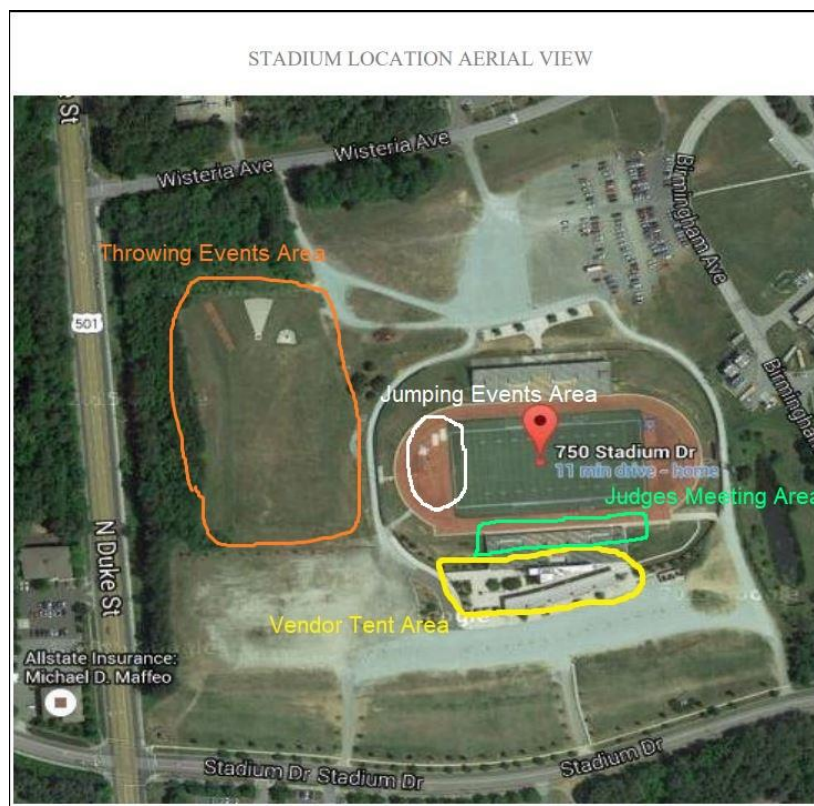 STADIUM LOCATION AERIAL VIEW
e St
Wisteria Ave
Wisteria Ave
Birmingham Ave
Throwing Events Area
501
Jumping Events Area
750 Stadium Dr
11 min drive - home
Birmingham
Judges Meeting Area
N Duke St
Vendor Tent Area
Allstate Insurance:
Michael D. Maffeo
Stadium Dr Stadium Dr
Stadium Dr